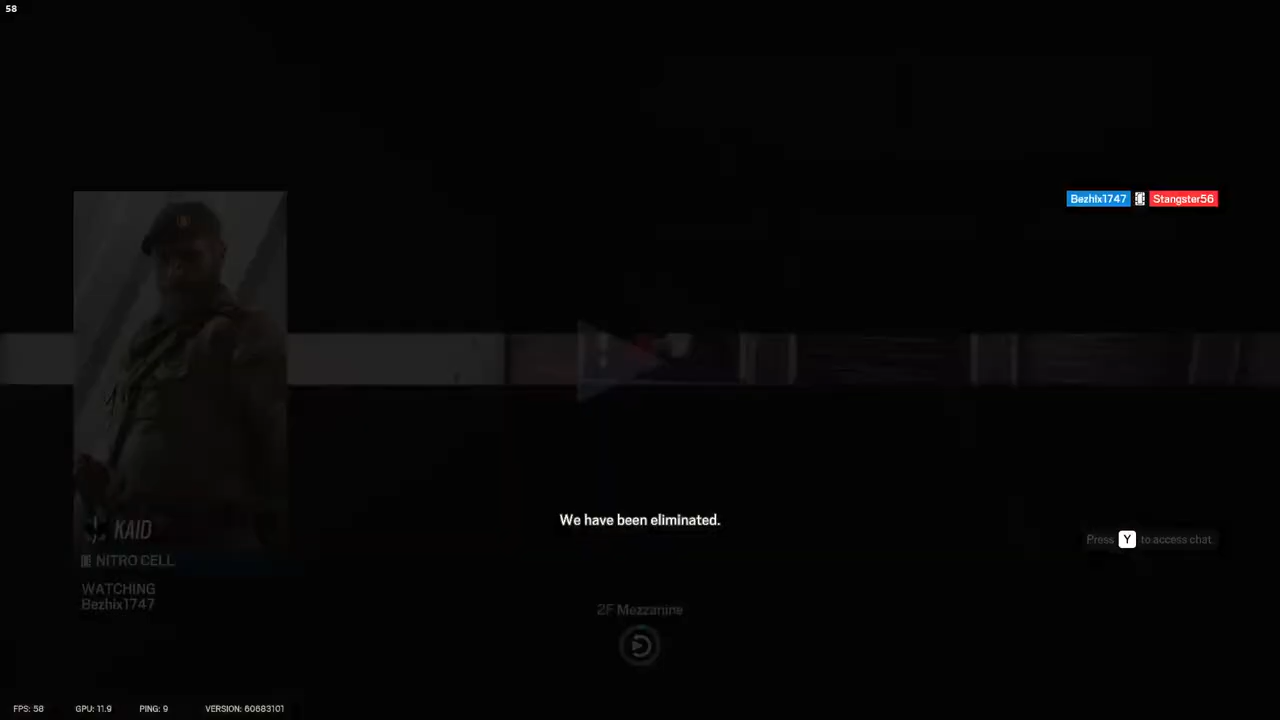 58
Bezhix1747 Stangster56
KAID
NITRO CELL
WATCHING
Bezhix1747
We have been eliminated.
Press Y to access chat.
2F Mezzanine
FPS: 58 GPU: 11.9 PING: 9 VERSION: 60683101